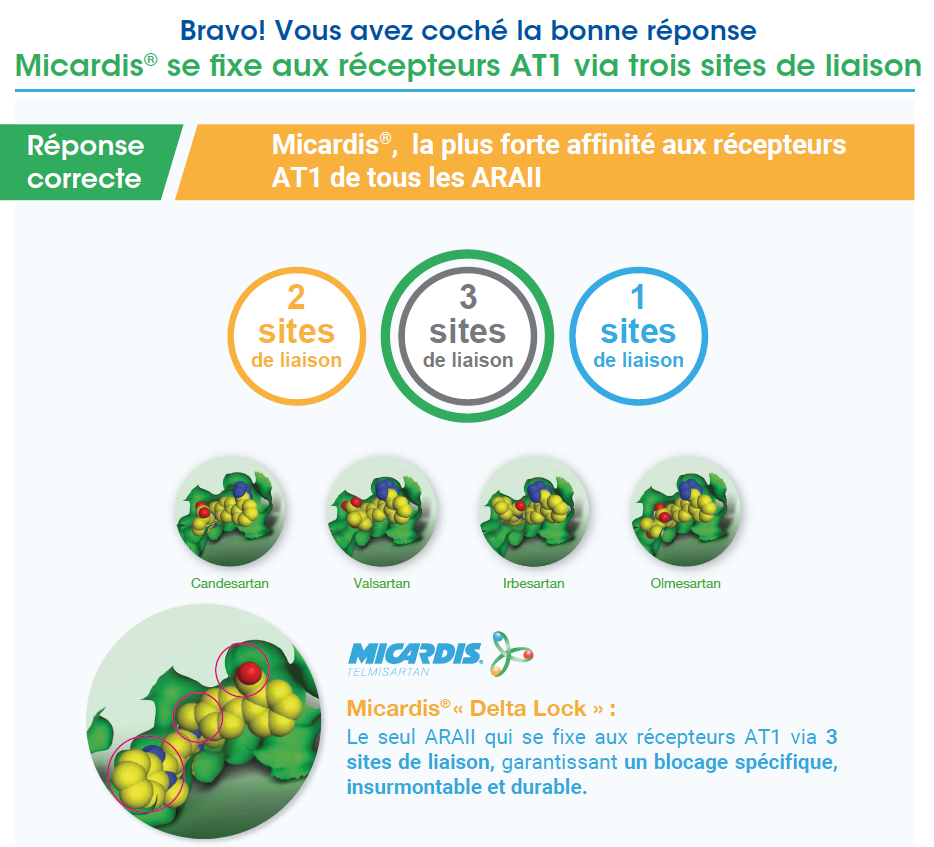 Bravo! Vous avez coché la bonne réponse
Micardis® se fixe aux récepteurs AT1 via trois sites de liaison
Réponse
correcte
Micardis®, la plus forte affinité aux récepteurs
AT1 de tous les ARAII
2
sites
de liaison
3
sites
de liaison
1
sites
de liaison
Candesartan
Valsartan
Irbesartan
Olmesartan
MICARDIS®
TELMISARTAN
Micardis® « Delta Lock » :
Le seul ARAII qui se fixe aux récepteurs AT1 via 3
sites de liaison, garantissant un blocage spécifique,
insurmontable et durable.